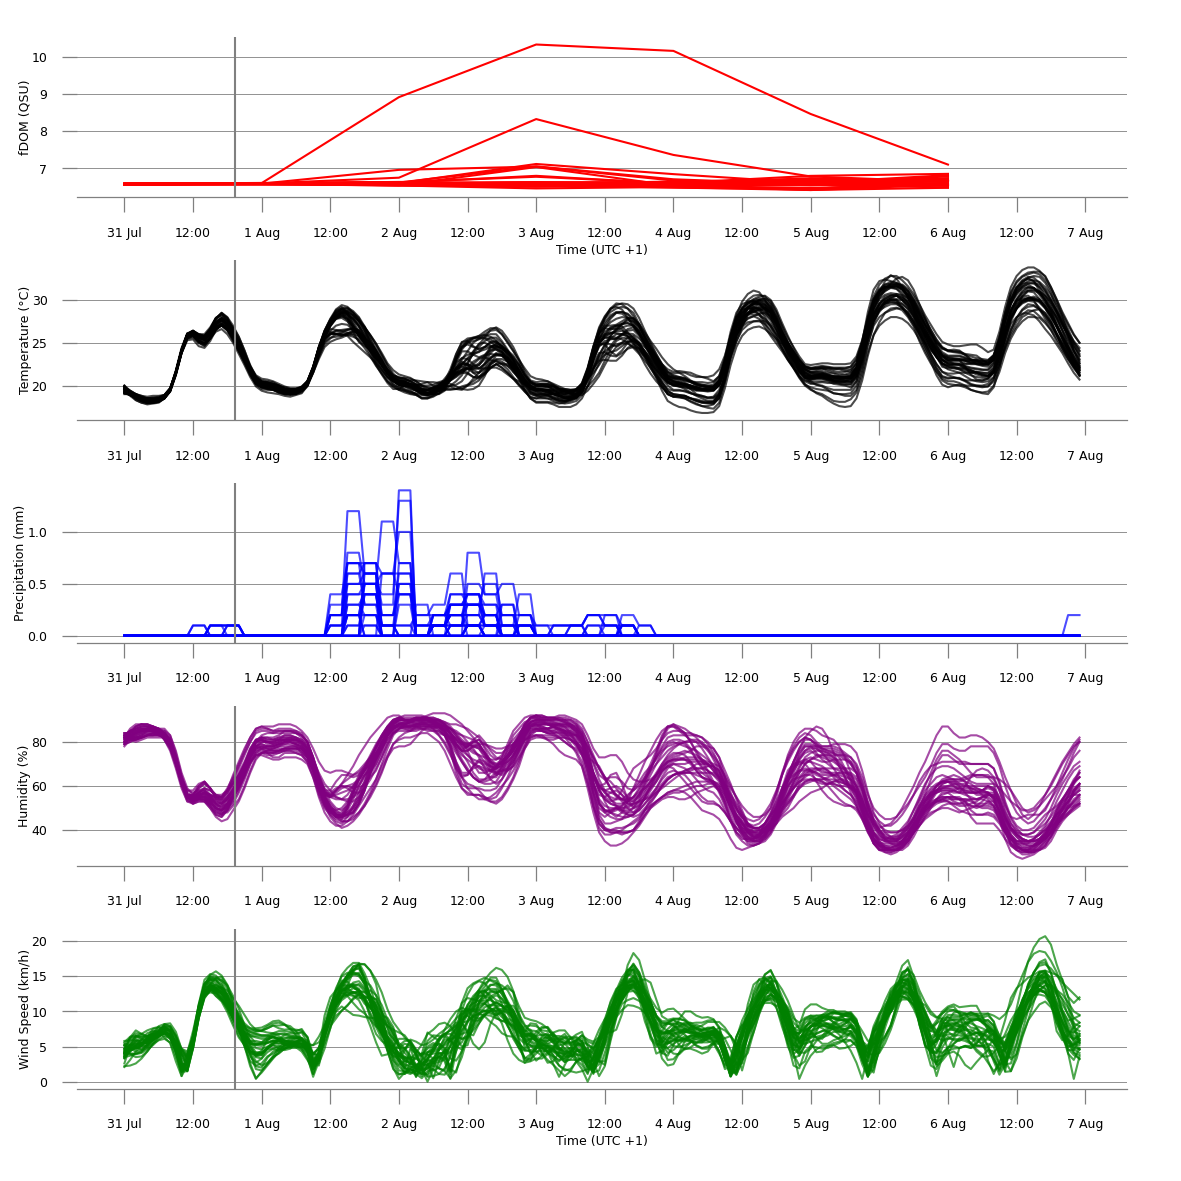 fDOM (QSU)
10
9
8
7
31 Jul 12:00 1 Aug 12:00 2 Aug 12:00 3 Aug 12:00 4 Aug 12:00 5 Aug 12:00 6 Aug 12:00 7 Aug
Time (UTC +1)
Temperature (°C)
30
25
20
31 Jul 12:00 1 Aug 12:00 2 Aug 12:00 3 Aug 12:00 4 Aug 12:00 5 Aug 12:00 6 Aug 12:00 7 Aug
Precipitation (mm)
1.0
0.5
0.0
31 Jul 12:00 1 Aug 12:00 2 Aug 12:00 3 Aug 12:00 4 Aug 12:00 5 Aug 12:00 6 Aug 12:00 7 Aug
Humidity (%)
80
60
40
31 Jul 12:00 1 Aug 12:00 2 Aug 12:00 3 Aug 12:00 4 Aug 12:00 5 Aug 12:00 6 Aug 12:00 7 Aug
Wind Speed (km/h)
20
15
10
5
0
31 Jul 12:00 1 Aug 12:00 2 Aug 12:00 3 Aug 12:00 4 Aug 12:00 5 Aug 12:00 6 Aug 12:00 7 Aug
Time (UTC +1)